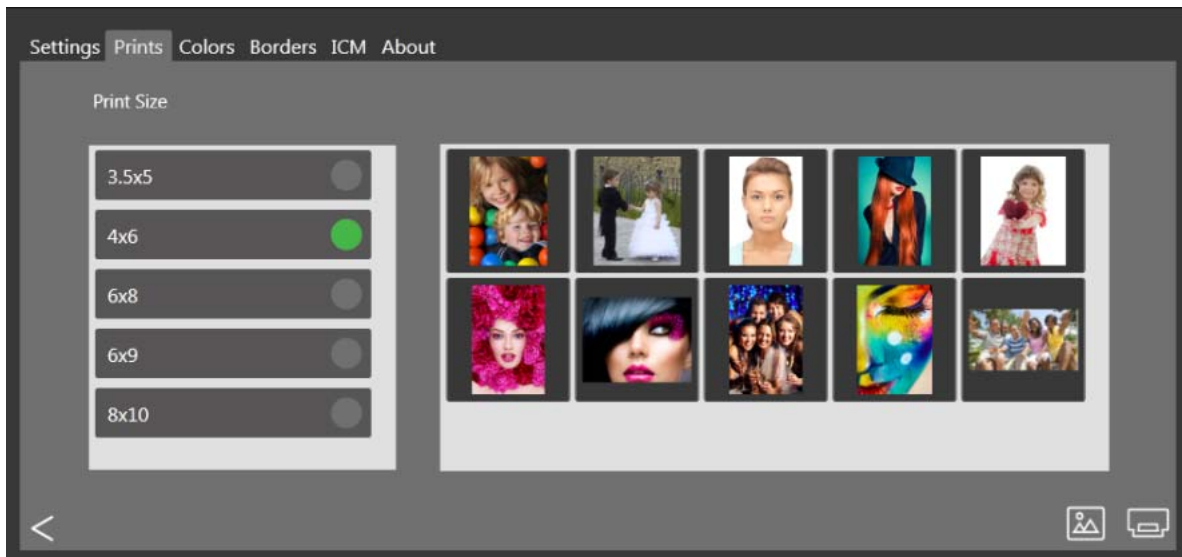 Settings Prints Colors Borders ICM About
Print Size
3.5x5
4x6
6x8
6x9
8x10